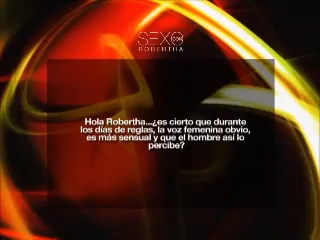 SEXO CON
ROBERTHA
Hola Robertha...¿es cierto que durante
los días de reglas, la voz femenina obvio,
es más sensual y que el hombre así lo
percibe?